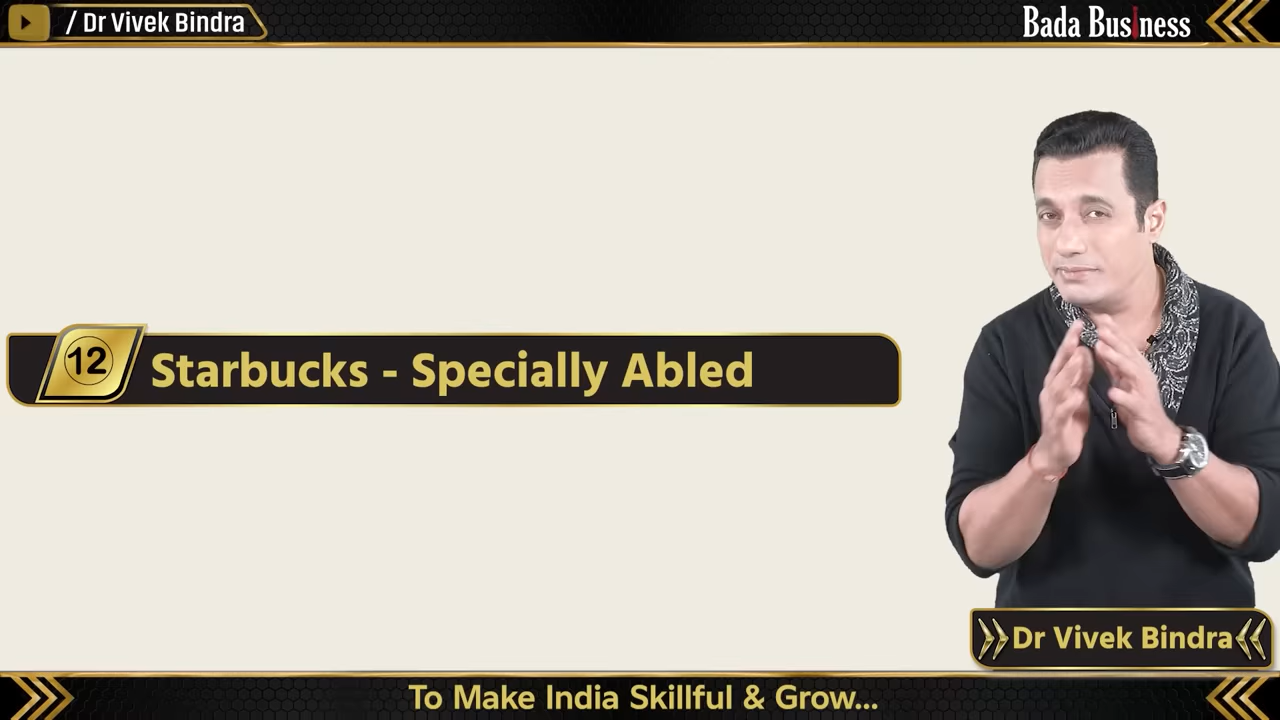 / Dr Vivek Bindra
Bada Business
12
Starbucks - Specially Abled
Dr Vivek Bindra
To Make India Skillful & Grow...